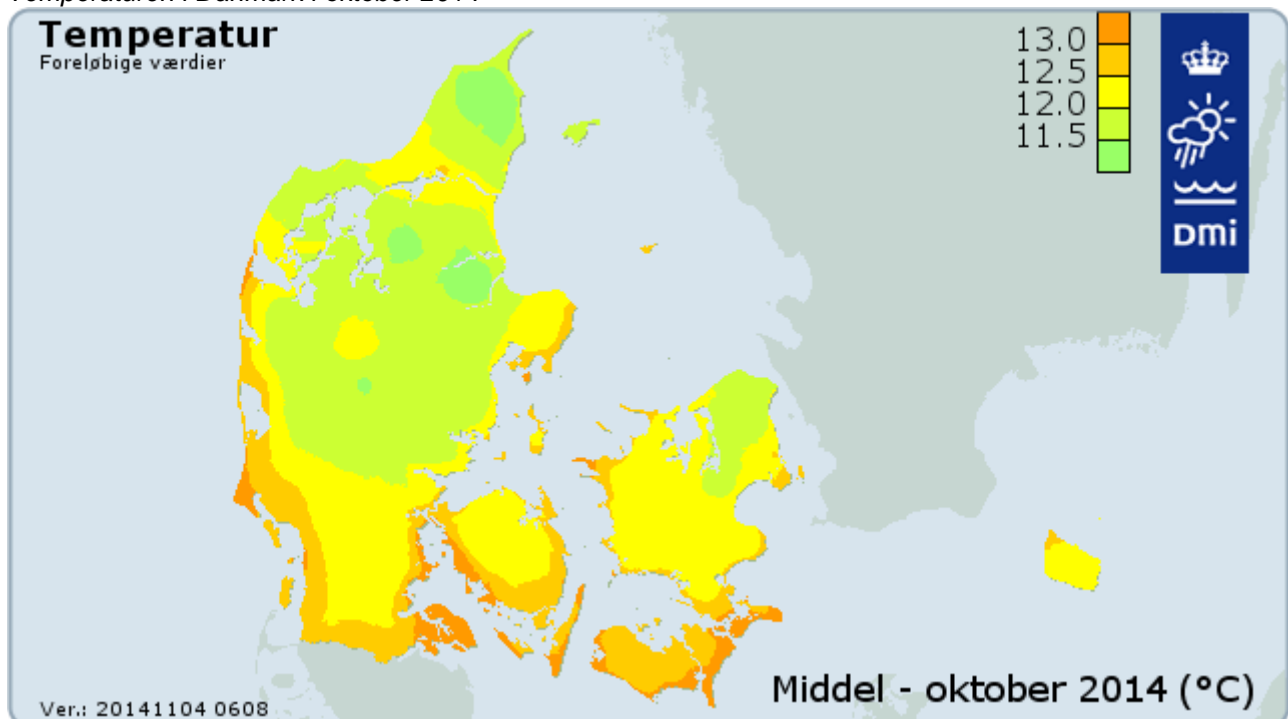 Temperatur
Foreløbige værdier
13.0
12.5
12.0
11.5
DMI
Middel - oktober 2014 (°C)
Ver.: 20141104 0608